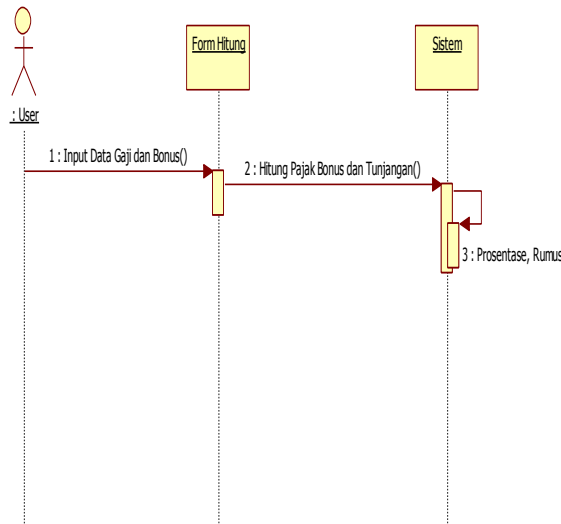 Form Hitung
Sistem
: User
1 : Input Data Gaji dan Bonus()
2 : Hitung Pajak Bonus dan Tunjangan()
3 : Prosentase, Rumus